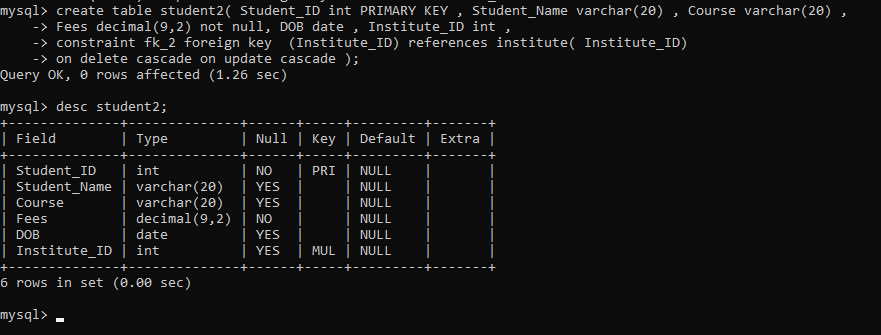 mysql> create table student2( Student_ID int PRIMARY KEY , Student_Name varchar(20) , Course varchar(20) ,
    -> Fees decimal(9,2) not null, DOB date , Institute_ID int ,
    -> constraint fk_2 foreign key  (Institute_ID) references institute( Institute_ID)
    -> on delete cascade on update cascade );
Query OK, 0 rows affected (1.26 sec)

mysql> desc student2;
+--------------+--------------+------+-----+---------+-------+
| Field        | Type         | Null | Key | Default | Extra |
+--------------+--------------+------+-----+---------+-------+
| Student_ID   | int          | NO   | PRI | NULL    |       |
| Student_Name | varchar(20)  | YES  |     | NULL    |       |
| Course       | varchar(20)  | YES  |     | NULL    |       |
| Fees         | decimal(9,2) | NO   |     | NULL    |       |
| DOB          | date         | YES  |     | NULL    |       |
| Institute_ID | int          | YES  | MUL | NULL    |       |
+--------------+--------------+------+-----+---------+-------+
6 rows in set (0.00 sec)

mysql> _